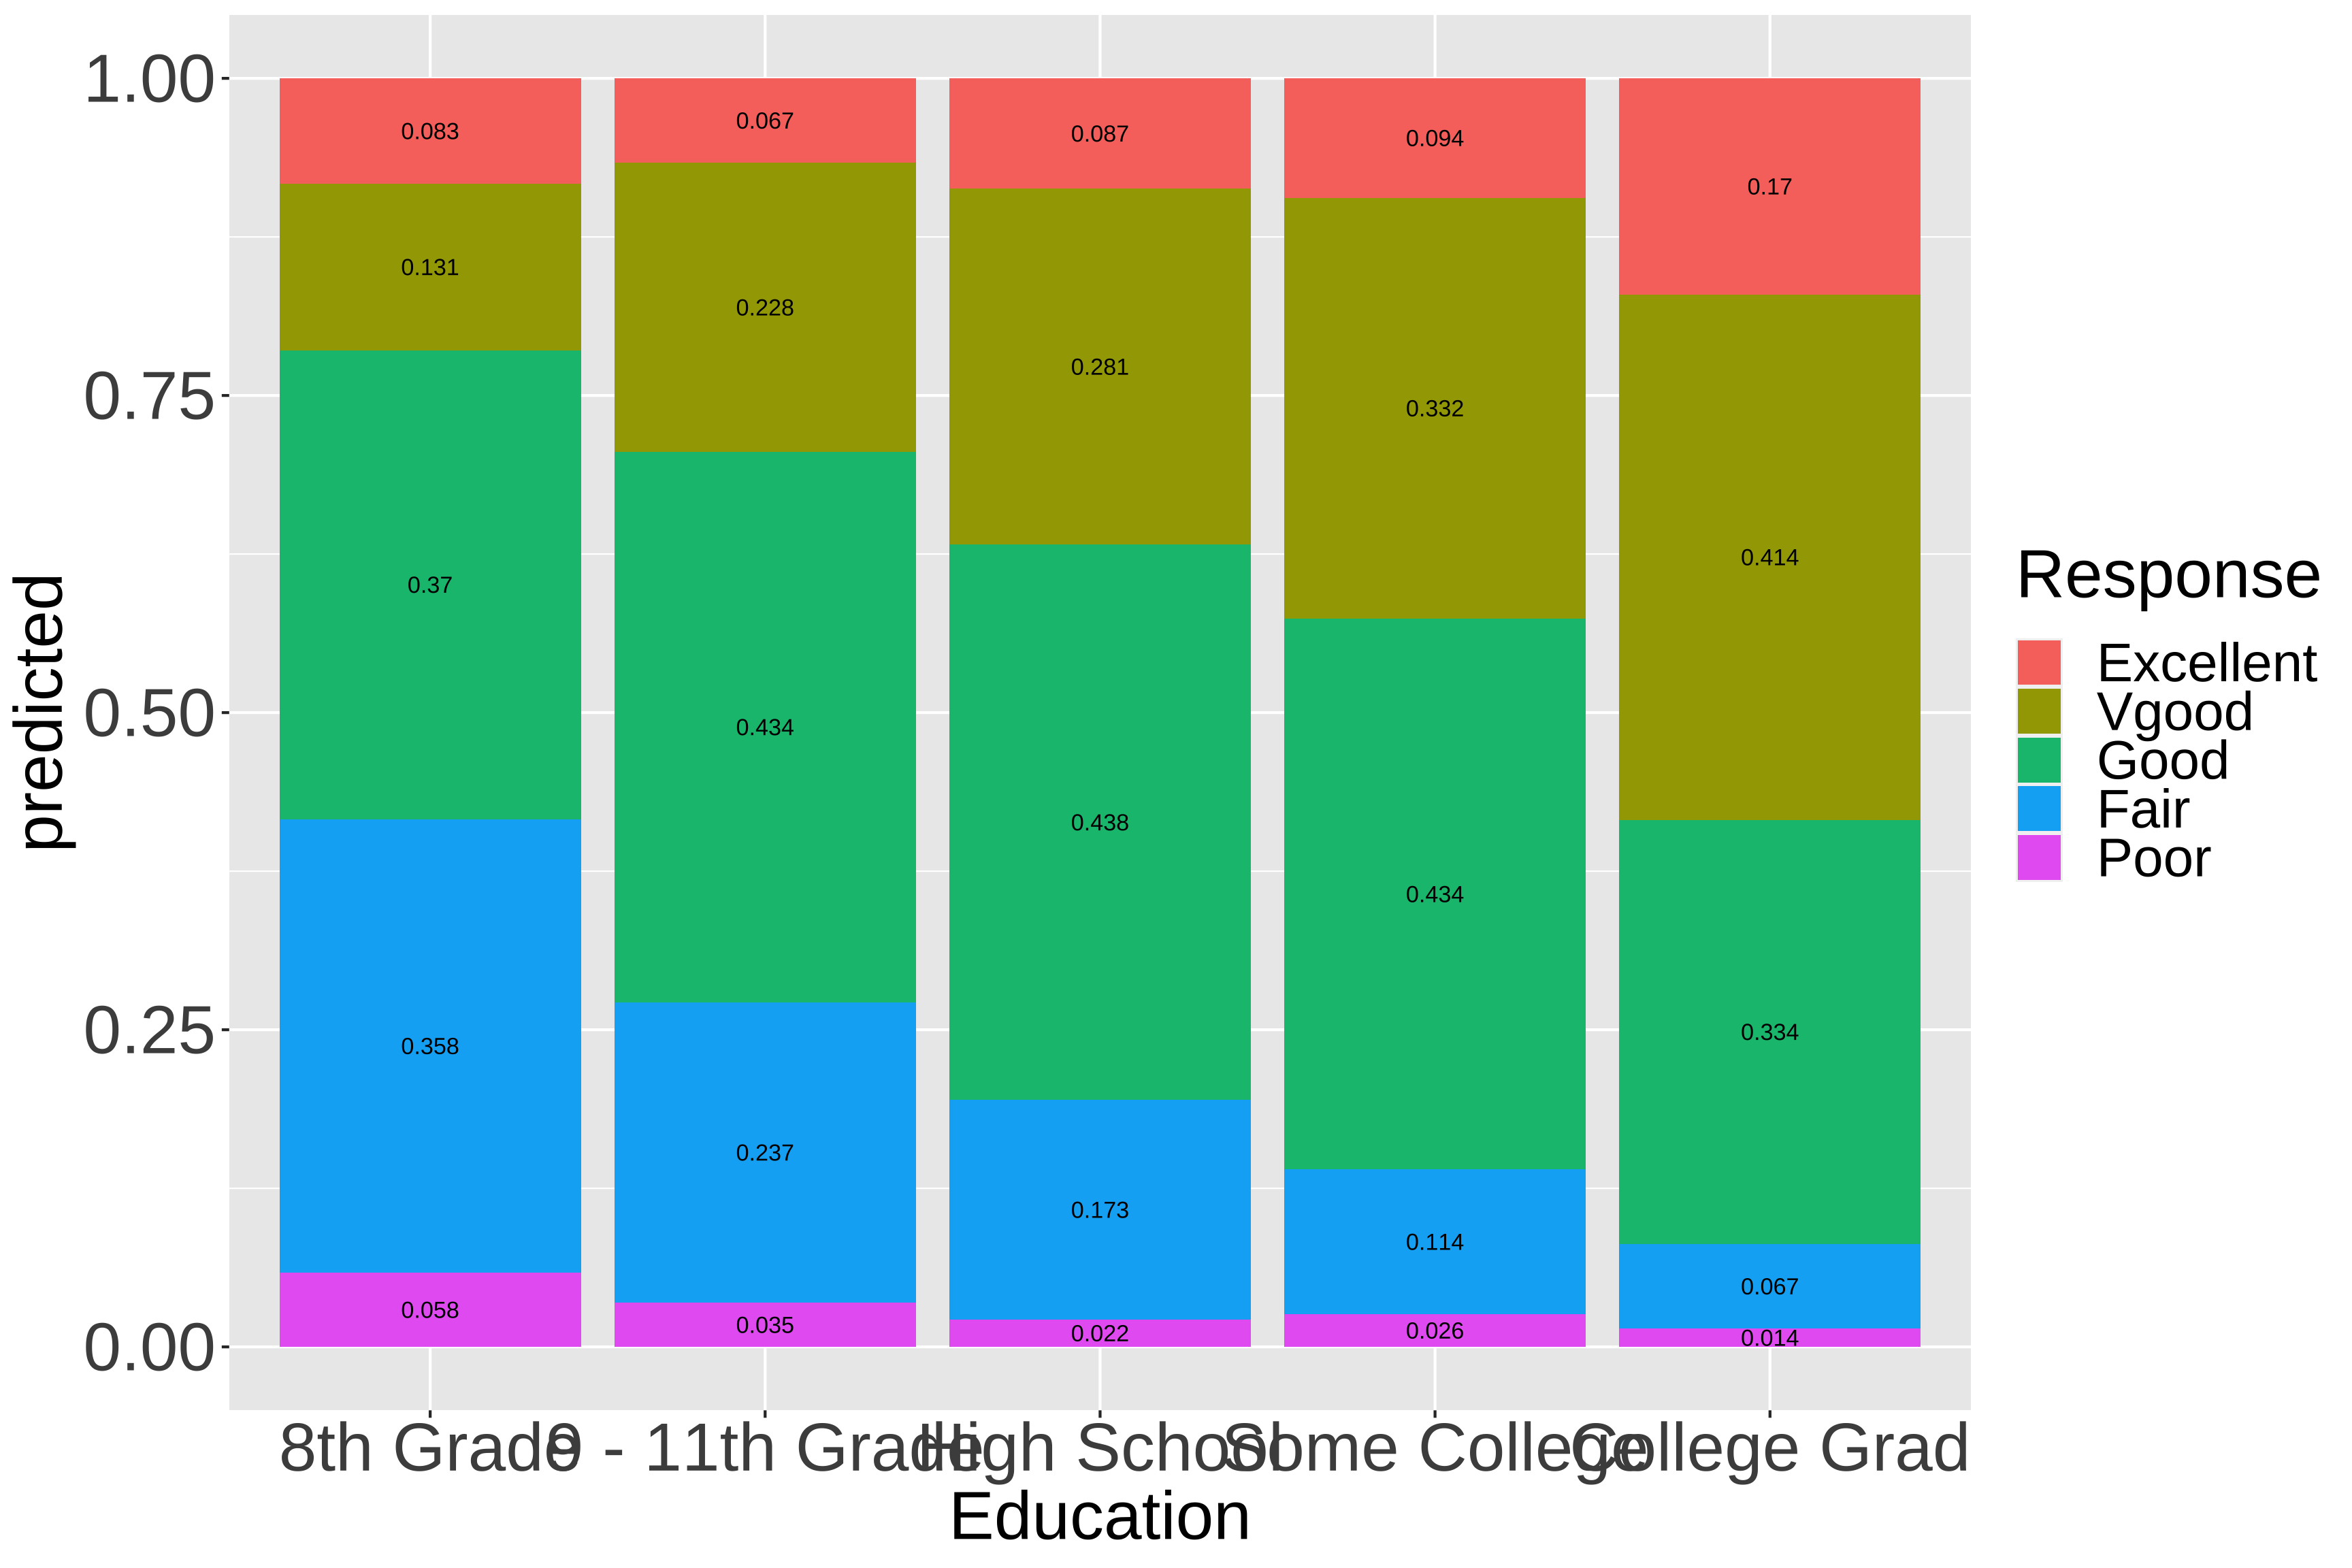 1.00
0.75
0.50
0.25
0.00
predicted
0.083
0.131
0.37
0.358
0.058
0.067
0.228
0.434
0.237
0.035
0.087
0.281
0.438
0.173
0.022
0.094
0.332
0.434
0.114
0.026
0.17
0.414
0.334
0.067
0.014
8th Grade
9 - 11th Grade
High School
Some College
College Grad
Education
Response
Excellent
Vgood
Good
Fair
Poor